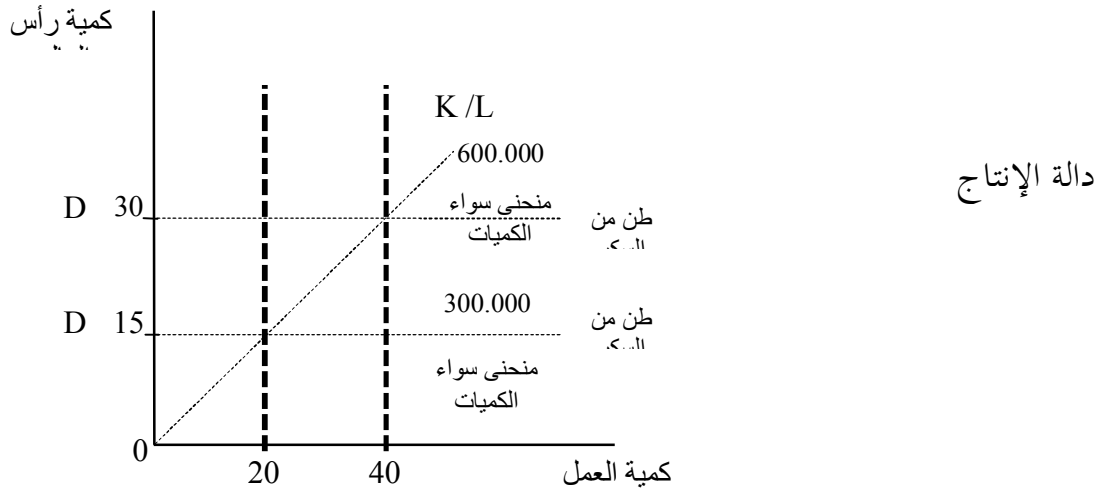 كمية رأس
K /L
600.000
دالة الإنتاج
D 30
منحنى سواء
الكميات
طن من
300.000
D 15
طن من
منحنى سواء
الكميات
0
20
40
كمية العمل